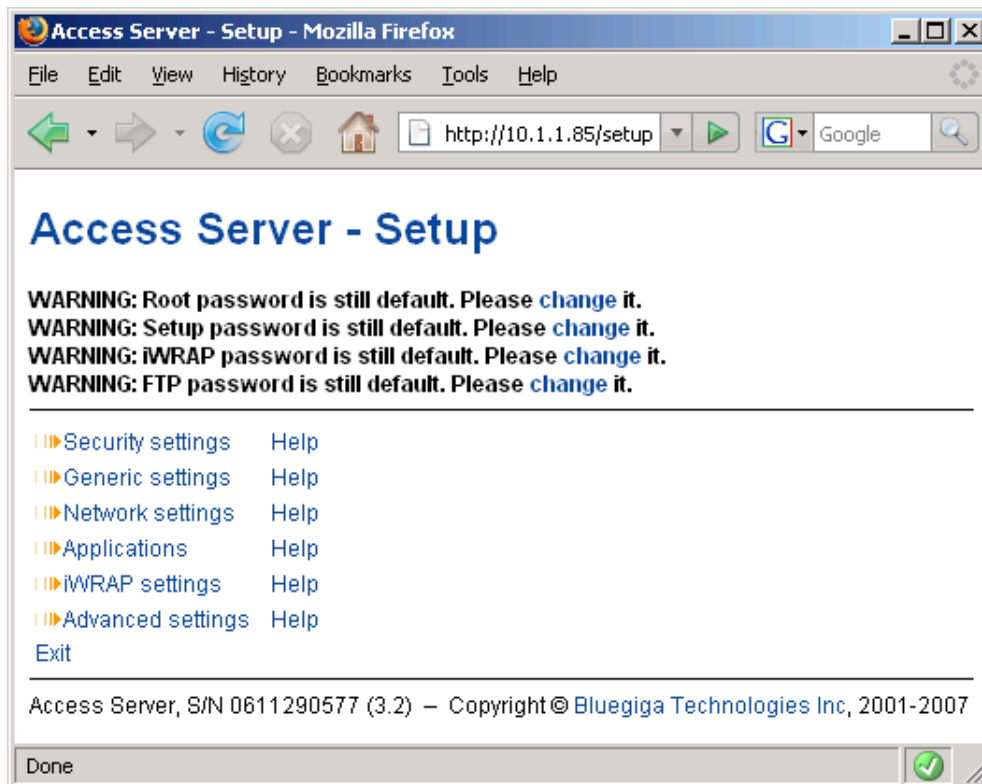 Access Server - Setup - Mozilla Firefox
File Edit View History Bookmarks Tools Help
http://10.1.1.85/setup G Google
Access Server - Setup
WARNING: Root password is still default. Please change it.
WARNING: Setup password is still default. Please change it.
WARNING: iWRAP password is still default. Please change it.
WARNING: FTP password is still default. Please change it.
Security settings Help
Generic settings Help
Network settings Help
Applications Help
iWRAP settings Help
Advanced settings Help
Exit
Access Server, S/N 0611290577 (3.2) – Copyright © Bluegiga Technologies Inc, 2001-2007
Done